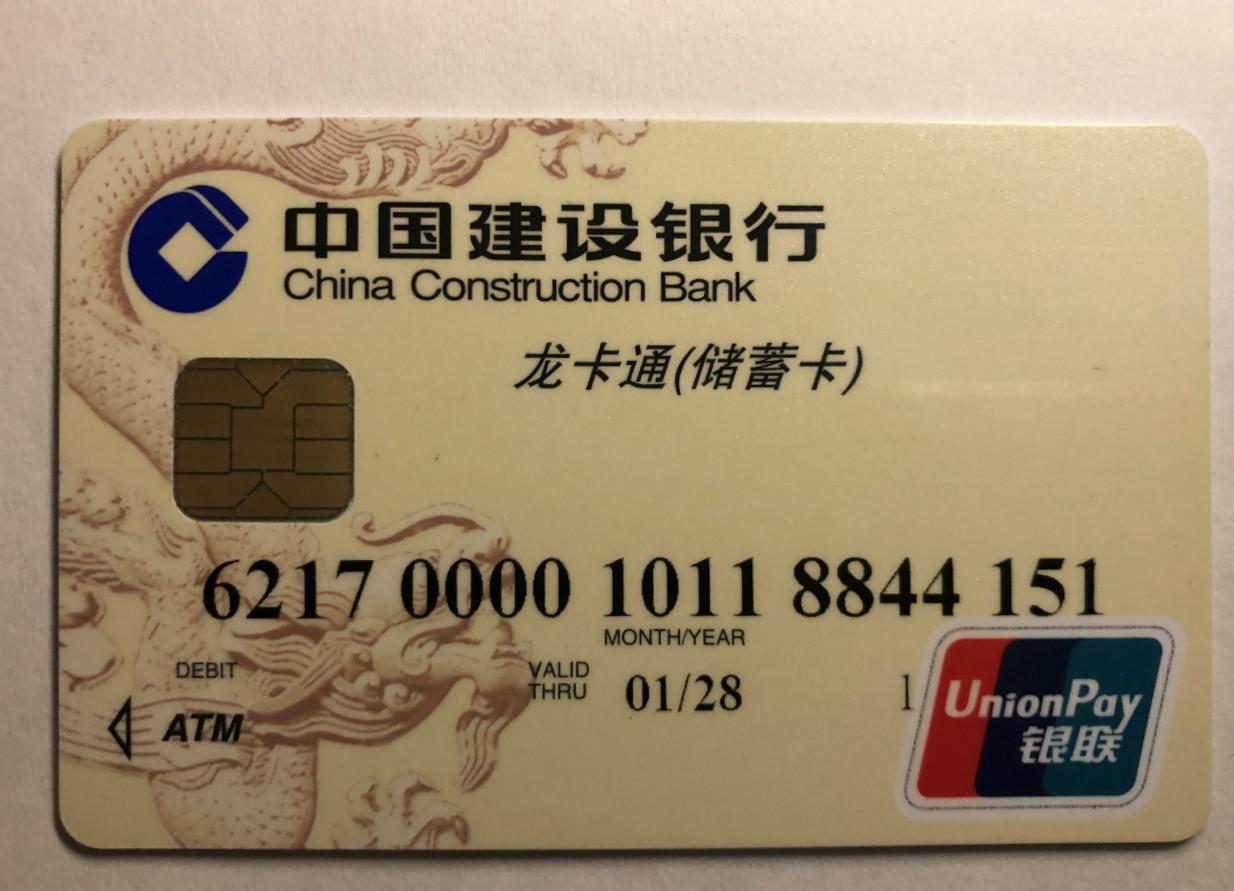 中国建设银行
China Construction Bank
龙卡通(储蓄卡)
6217 0000 1011 8844 151
MONTH/YEAR
DEBIT
VALID
THRU
01/28
1
ATM
UnionPay
银联